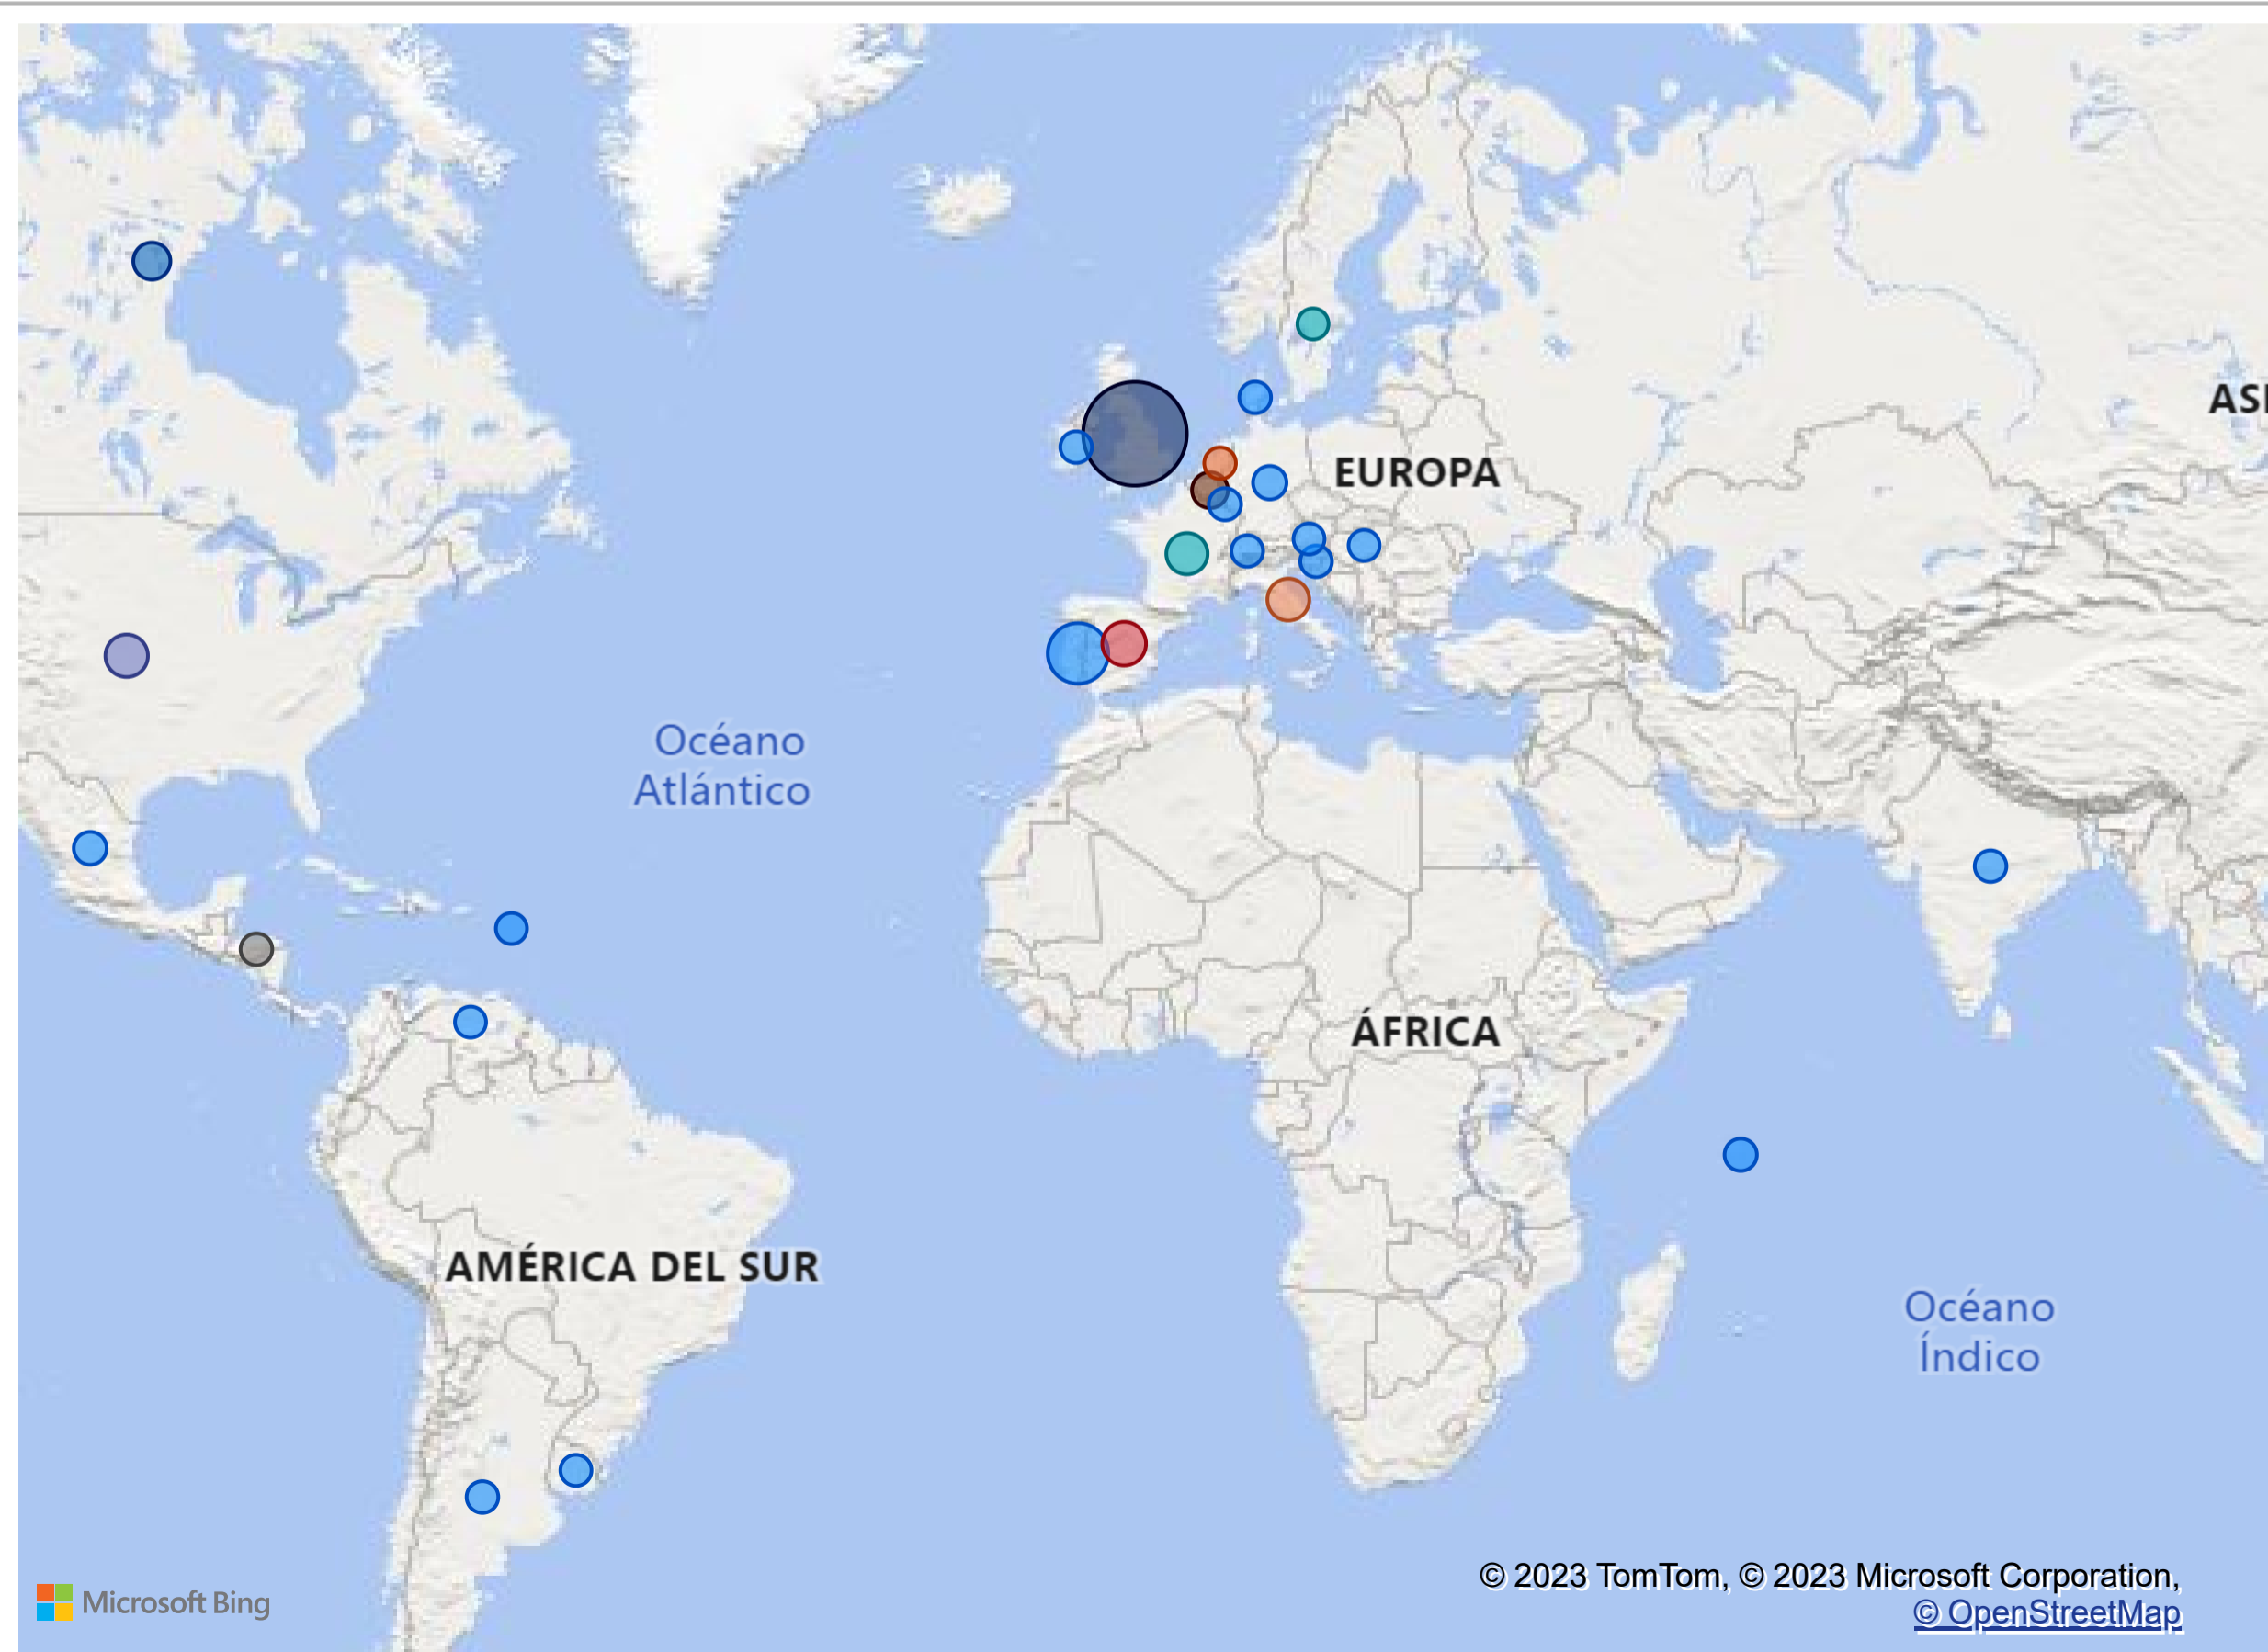 ASI
EUROPA
Océano
Atlántico
ÁFRICA
AMÉRICA DEL SUR
Océano
Índico
Microsoft Bing
© 2023 TomTom, © 2023 Microsoft Corporation,
© OpenStreetMap